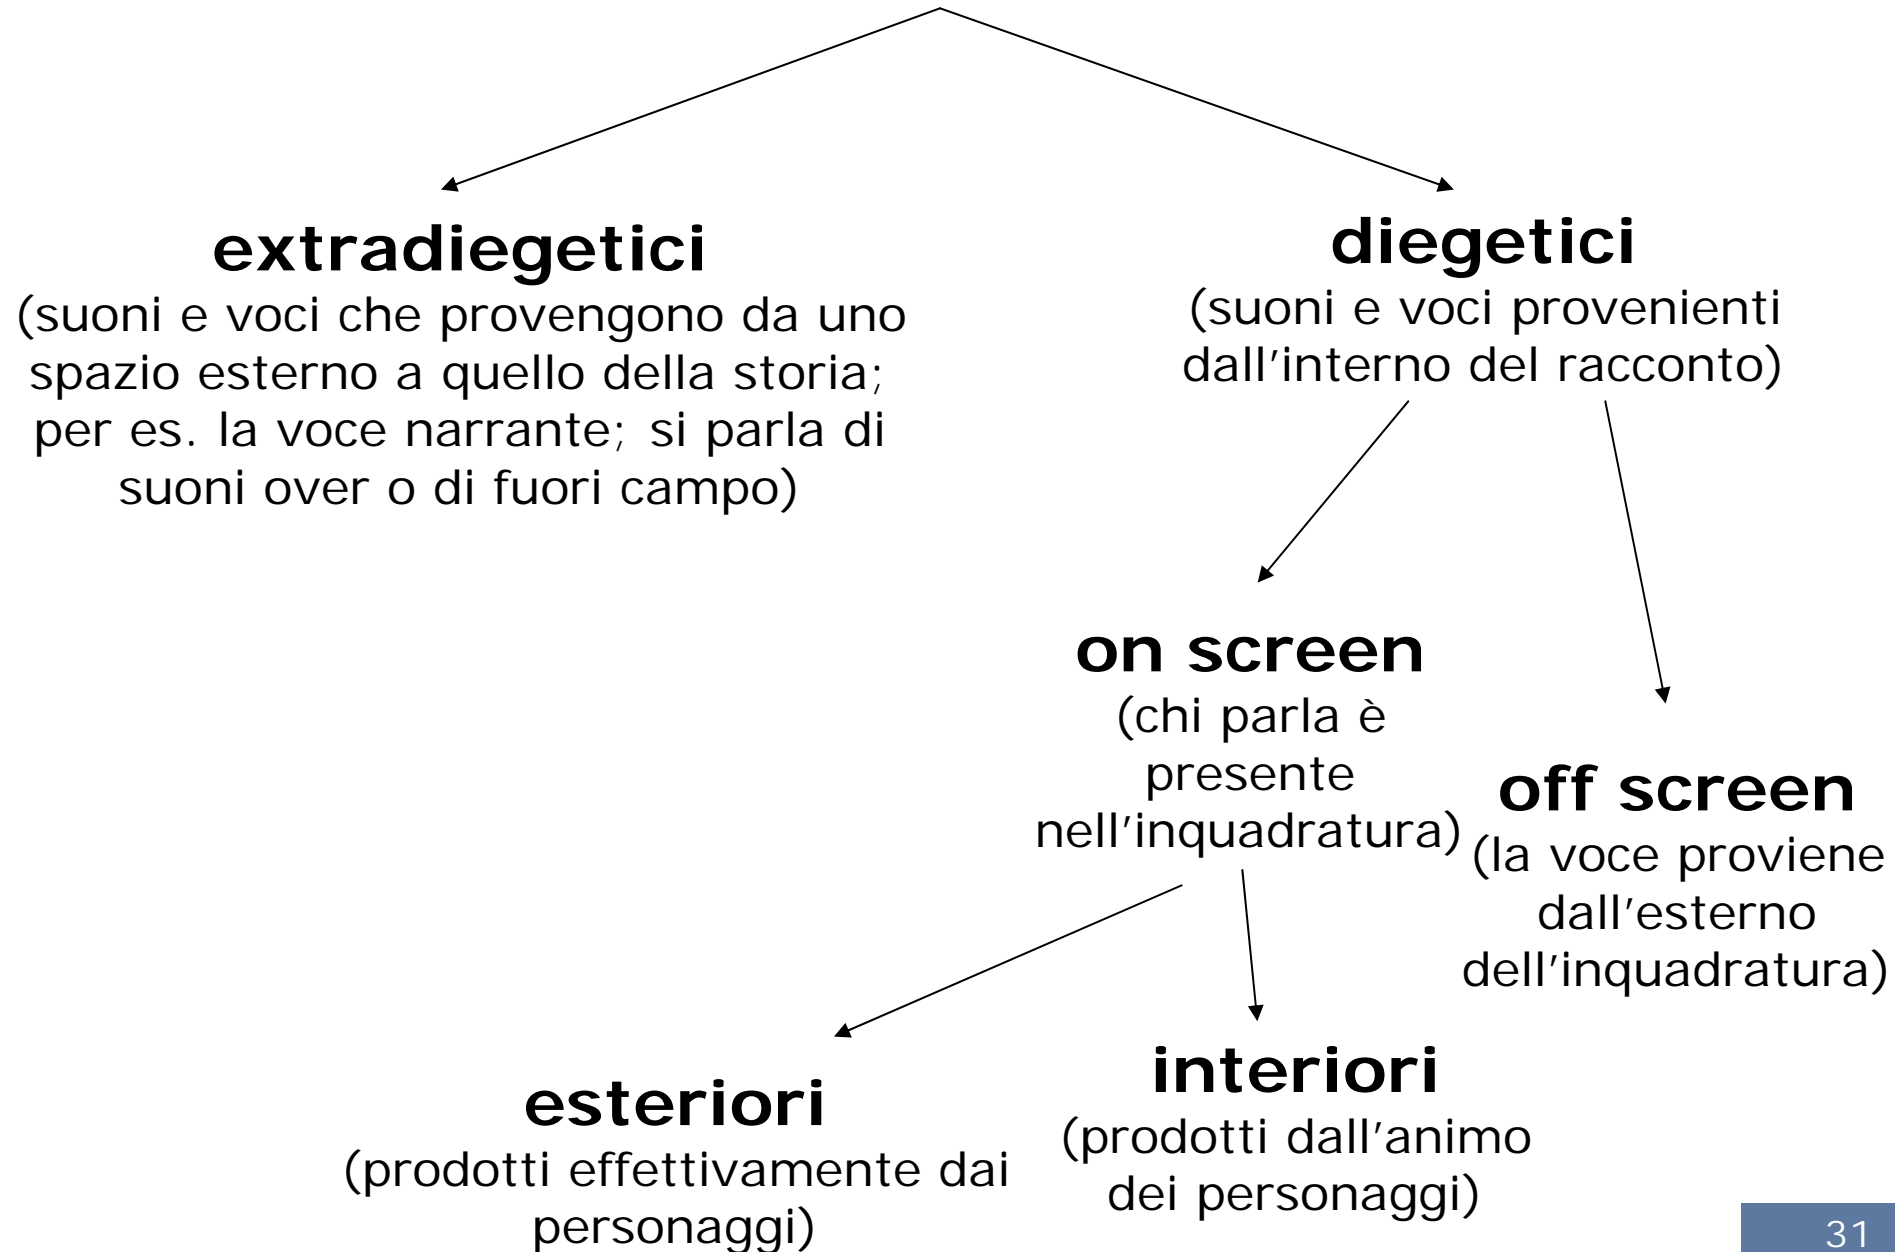 extradiegetici
(suoni e voci che provengono da uno
spazio esterno a quello della storia;
per es. la voce narrante; si parla di
suoni over o di fuori campo)
diegetici
(suoni e voci provenienti
dall'interno del racconto)
on screen
(chi parla è
presente
nell'inquadratura)
off screen
(la voce proviene
dall'esterno
dell'inquadratura)
esteriori
(prodotti effettivamente dai
personaggi)
interiori
(prodotti dall'animo
dei personaggi)
31